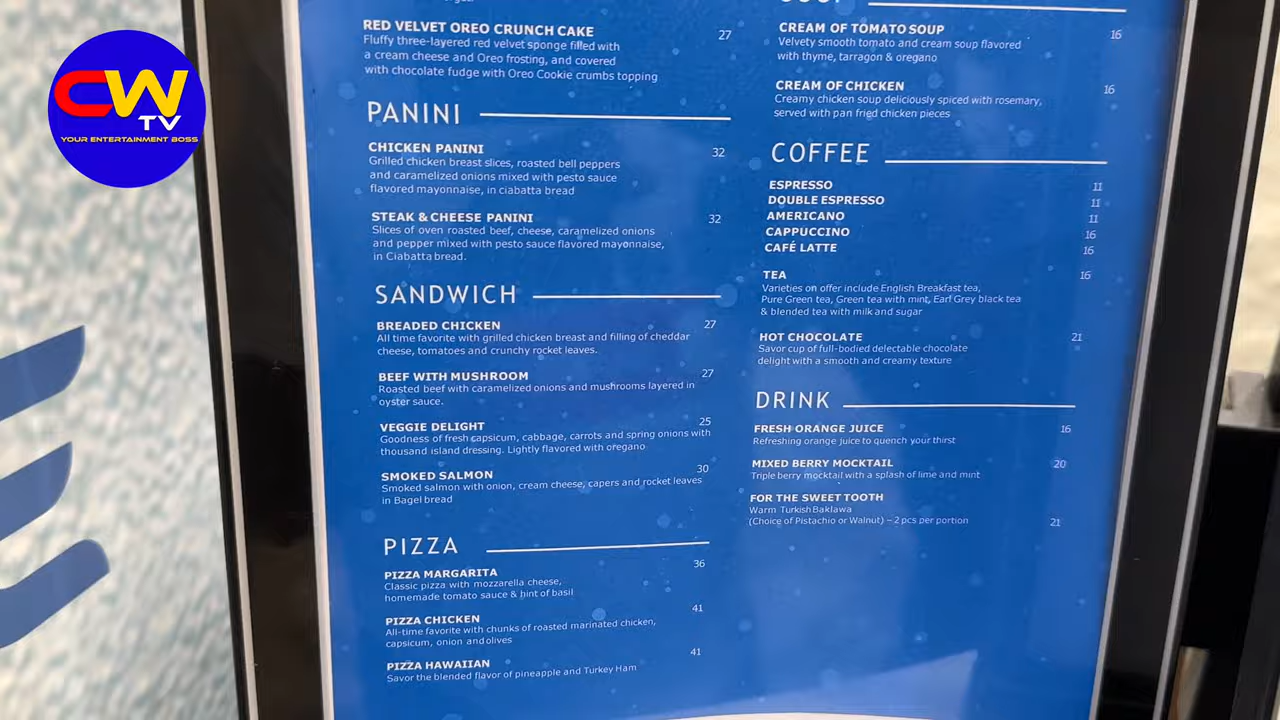 CW
TV
YOUR ENTERTAINMENT BOSS
RED VELVET OREO CRUNCH CAKE 27
Fluffy three-layered red velvet sponge filled with
a cream cheese and Oreo frosting, and covered
with chocolate fudge with Oreo Cookie crumbs topping
PANINI
CHICKEN PANINI 32
Grilled chicken breast slices, roasted bell peppers
and caramelized onions mixed with pesto sauce
flavored mayonnaise, in ciabatta bread
STEAK & CHEESE PANINI 32
Slices of oven roasted beef, cheese, caramelized onions
and pepper mixed with pesto sauce flavored mayonnaise,
in Ciabatta bread.
SANDWICH
BREADED CHICKEN 27
All time favorite with grilled chicken breast and filling of cheddar
cheese, tomatoes and crunchy rocket leaves.
BEEF WITH MUSHROOM 27
Roasted beef with caramelized onions and mushrooms layered in
oyster sauce.
VEGGIE DELIGHT 25
Goodness of fresh capsicum, cabbage, carrots and spring onions with
thousand island dressing. Lightly flavored with oregano
SMOKED SALMON 30
Smoked salmon with onion, cream cheese, capers and rocket leaves
in Bagel bread
PIZZA
PIZZA MARGARITA 36
Classic pizza with mozzarella cheese,
homemade tomato sauce & hint of basil
PIZZA CHICKEN 41
All-time favorite with chunks of roasted marinated chicken,
capsicum, onion and olives
PIZZA HAWAIIAN 41
Savor the blended flavor of pineapple and Turkey Ham
CREAM OF TOMATO SOUP 16
Velvety smooth tomato and cream soup flavored
with thyme, tarragon & oregano
CREAM OF CHICKEN 16
Creamy chicken soup deliciously spiced with rosemary,
served with pan fried chicken pieces
COFFEE
ESPRESSO 11
DOUBLE ESPRESSO 11
AMERICANO 11
CAPPUCCINO 16
CAFÉ LATTE 16
TEA 16
Varieties on offer include English Breakfast tea,
Pure Green tea, Green tea with mint, Earl Grey black tea
& blended tea with milk and sugar
HOT CHOCOLATE 21
Savor cup of full-bodied delectable chocolate
delight with a smooth and creamy texture
DRINK
FRESH ORANGE JUICE 16
Refreshing orange juice to quench your thirst
MIXED BERRY MOCKTAIL 20
Triple berry mocktail with a splash of lime and mint
FOR THE SWEET TOOTH
Warm Turkish Baklawa
(Choice of Pistachio or Walnut) – 2 pcs per portion 21